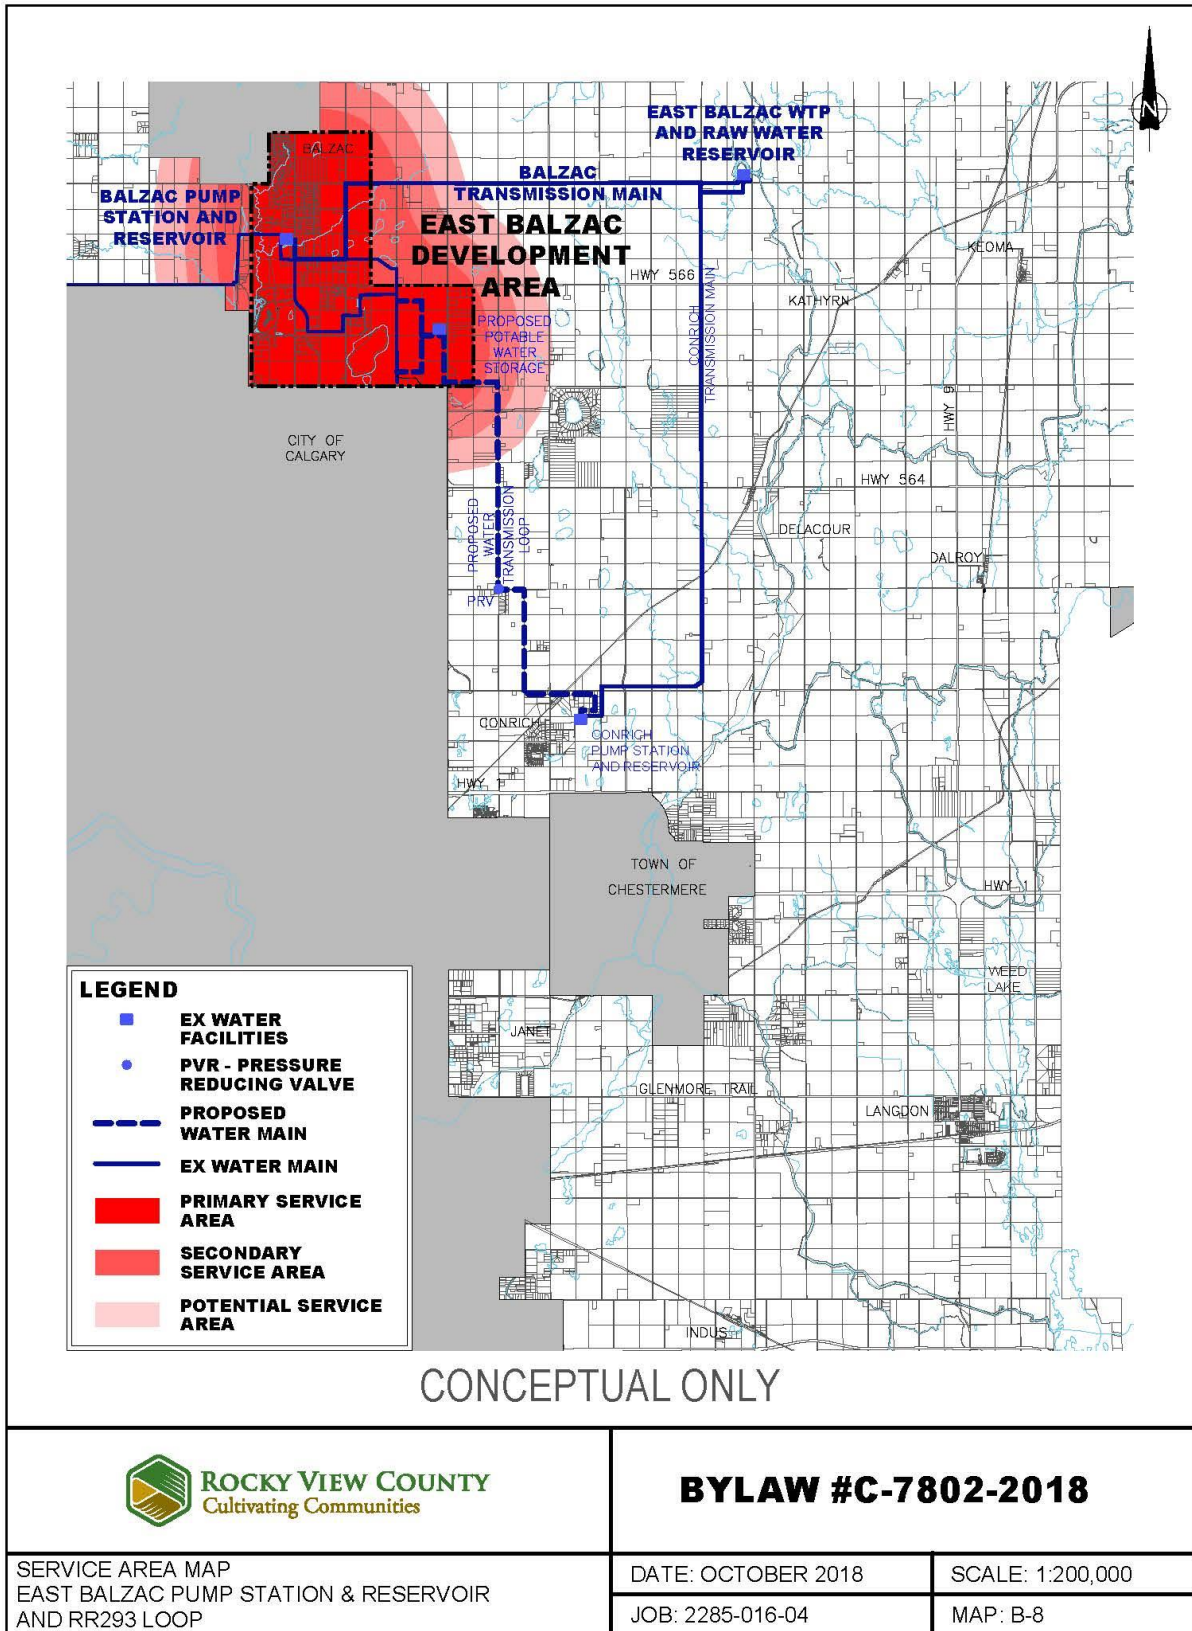 N
EAST BALZAC WTP
AND RAW WATER
RESERVOIR
BALZAC
BALZAC
TRANSMISSION MAIN
BALZAC PUMP
STATION AND
RESERVOIR
EAST BALZAC
DEVELOPMENT
AREA
KEOMA
HWY 566
KATHYRN
CONRICH
TRANSMISSION MAIN
PROPOSED
POTABLE
WATER
STORAGE
HWY 9
CITY OF
CALGARY
HWY 564
PROPOSED
WATER
TRANSMISSION
LOOP
DELACOUR
DALROY
PRV
CONRICH
CONRICH
PUMP STATION
AND RESERVOIR
HWY 1
TOWN OF
CHESTERMERE
HWY 1
WEED
LAKE
JANET
GLENMORE TRAIL
LANGDON
INDUS
LEGEND
EX WATER
FACILITIES
PVR - PRESSURE
REDUCING VALVE
PROPOSED
WATER MAIN
EX WATER MAIN
PRIMARY SERVICE
AREA
SECONDARY
SERVICE AREA
POTENTIAL SERVICE
AREA
CONCEPTUAL ONLY
ROCKY VIEW COUNTY
Cultivating Communities
BYLAW #C-7802-2018
SERVICE AREA MAP
EAST BALZAC PUMP STATION & RESERVOIR
AND RR293 LOOP
DATE: OCTOBER 2018
SCALE: 1:200,000
JOB: 2285-016-04
MAP: B-8